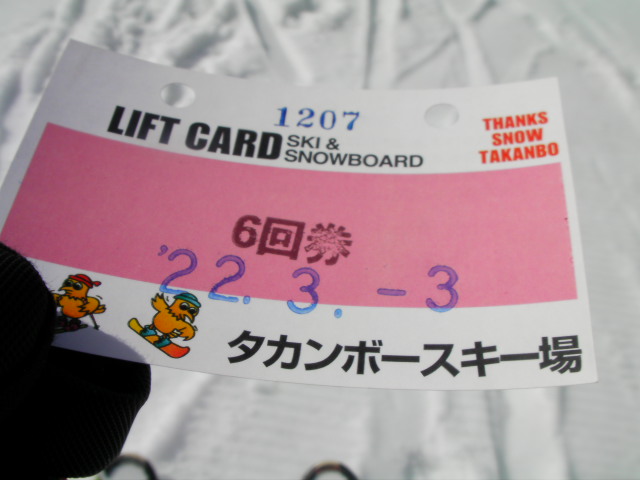 1207
LIFT CARD SKI &
SNOWBOARD
THANKS
SNOW
TAKANBO
6回券
'22. 3. -3
タカンボースキー場